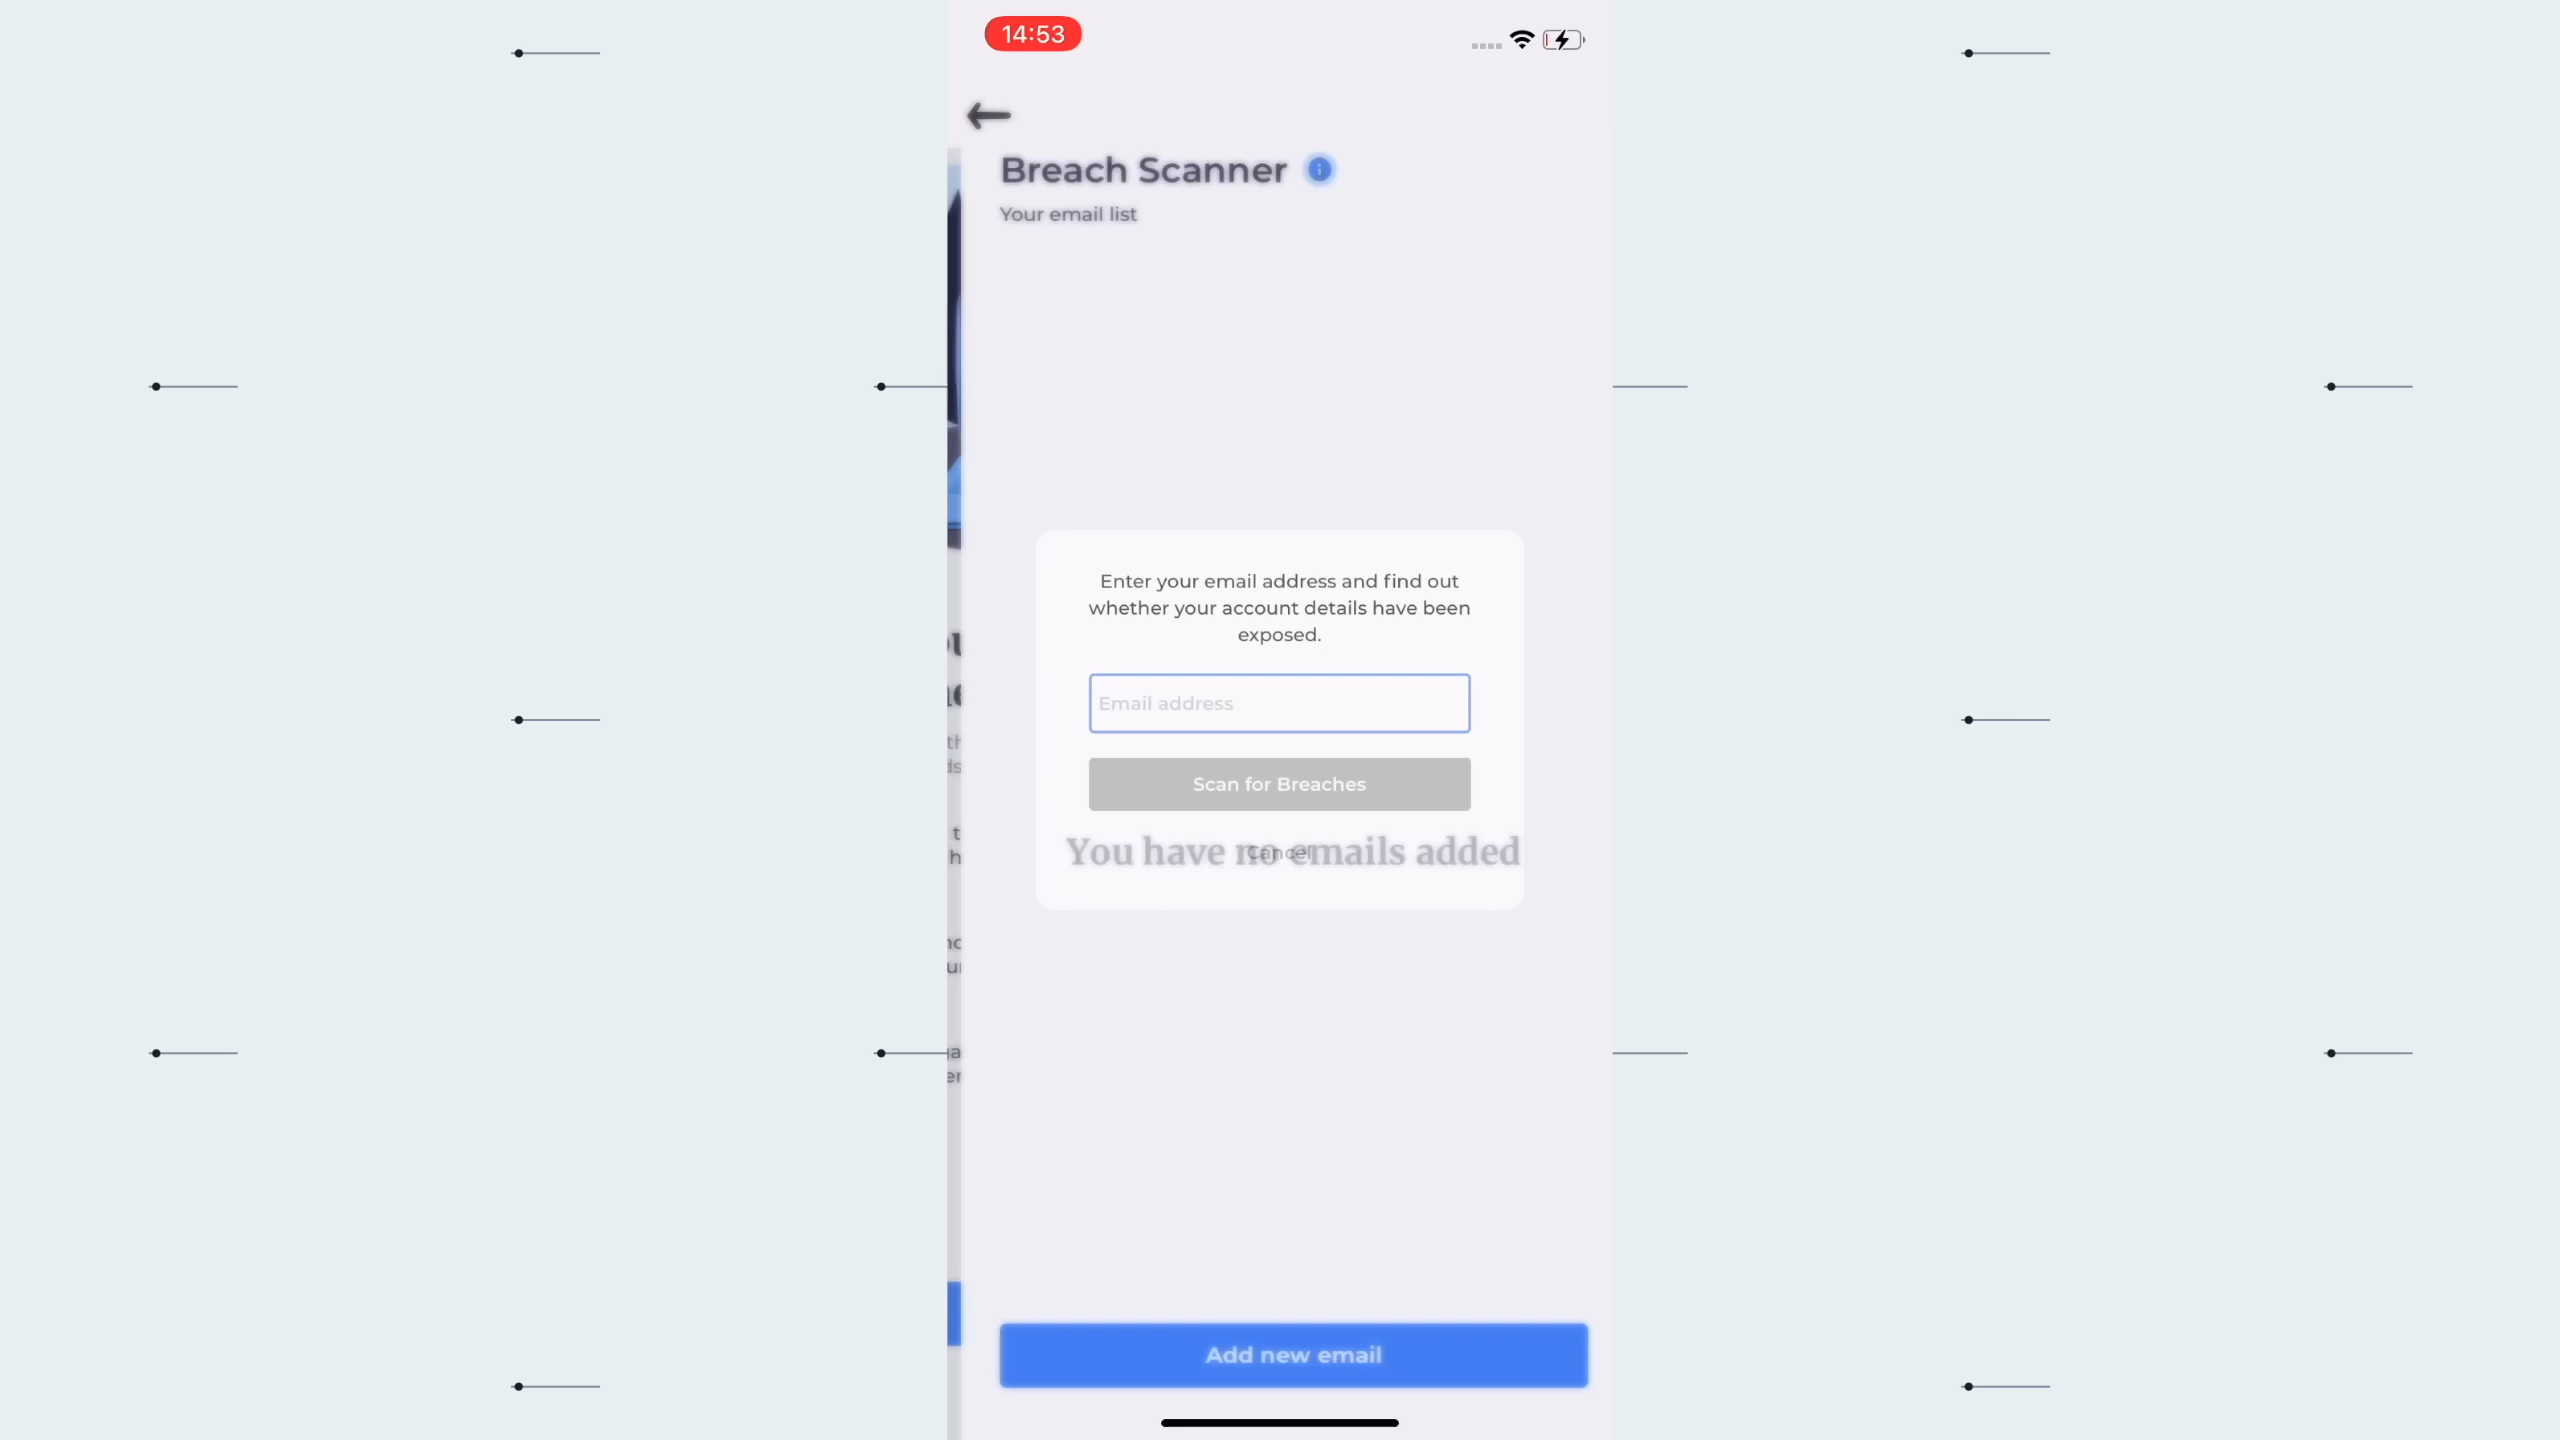 14:53
Breach Scanner
Your email list
Enter your email address and find out
whether your account details have been
exposed.
Email address
Scan for Breaches
You have no emails added
Cancel
Add new email